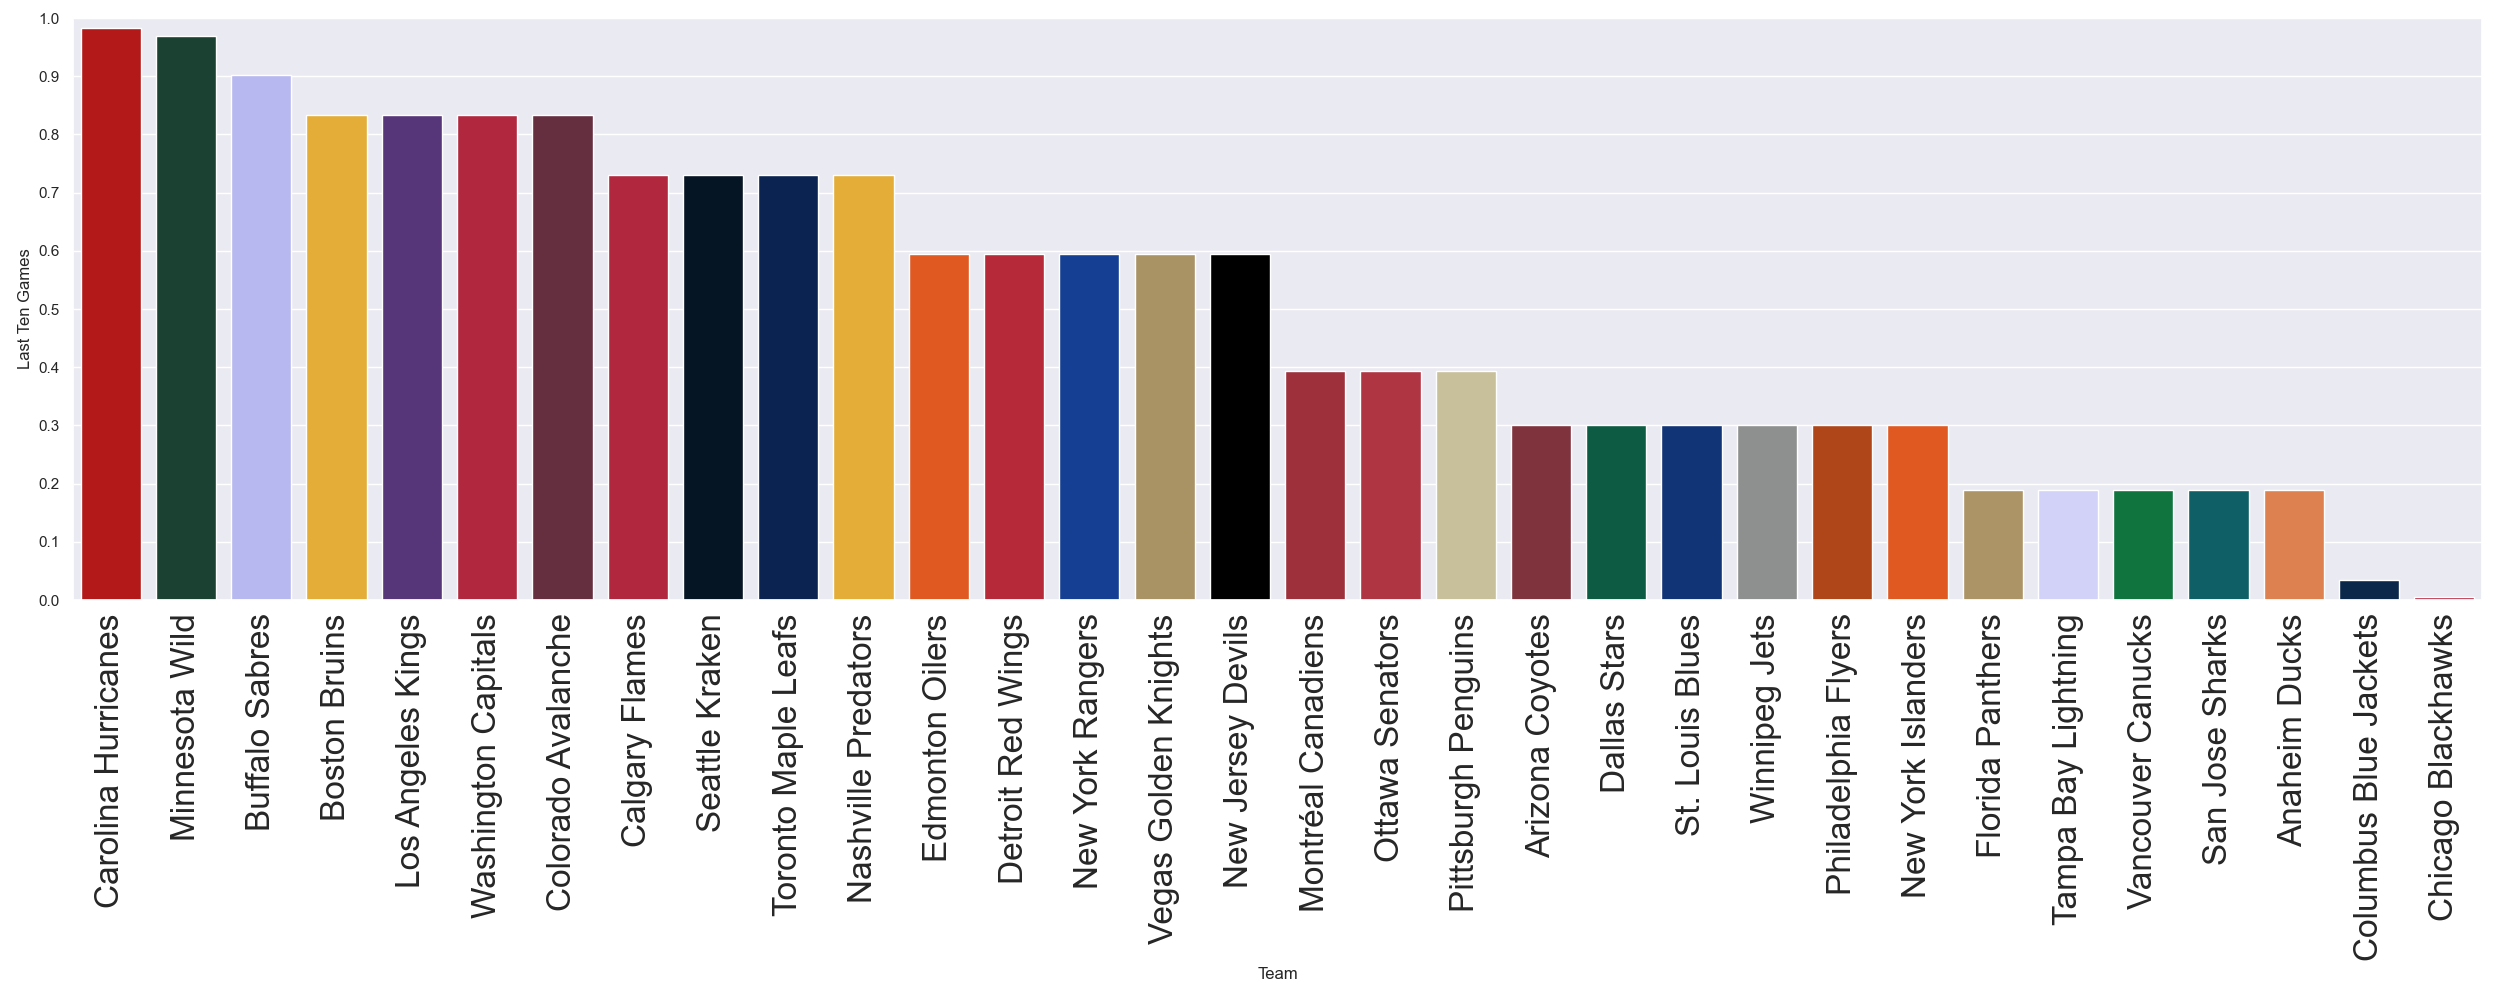 1.0
0.9
0.8
0.7
0.6
0.5
0.4
0.3
0.2
0.1
0.0
Last Ten Games
Carolina Hurricanes
Minnesota Wild
Buffalo Sabres
Boston Bruins
Los Angeles Kings
Washington Capitals
Colorado Avalanche
Calgary Flames
Seattle Kraken
Toronto Maple Leafs
Nashville Predators
Edmonton Oilers
Detroit Red Wings
New York Rangers
Vegas Golden Knights
New Jersey Devils
Montréal Canadiens
Ottawa Senators
Pittsburgh Penguins
Arizona Coyotes
Dallas Stars
St. Louis Blues
Winnipeg Jets
Philadelphia Flyers
New York Islanders
Florida Panthers
Tampa Bay Lightning
Vancouver Canucks
San Jose Sharks
Anaheim Ducks
Columbus Blue Jackets
Chicago Blackhawks
Team